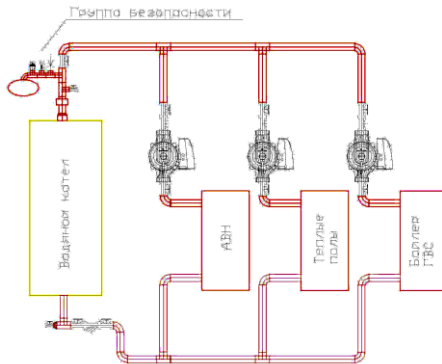 Группа безопасности
Водяной котел
АВН
Теплые
полы
Бойлер
ГВС